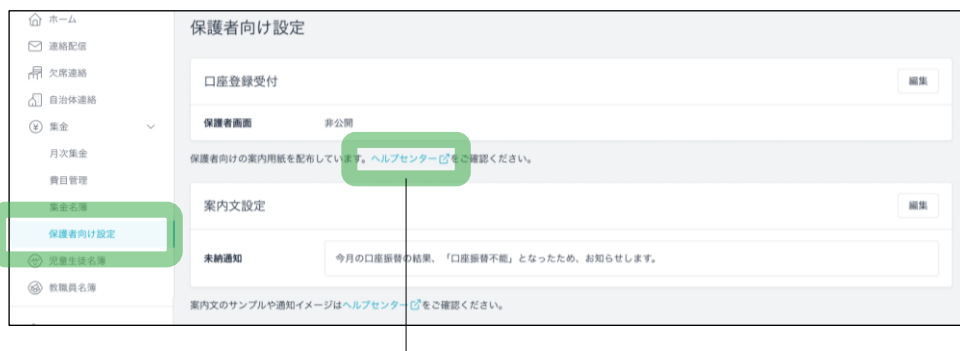 ホーム
連絡配信
欠席連絡
自治体連絡
集金
月次集金
費目管理
集金名簿
保護者向け設定
児童生徒名簿
教職員名簿
保護者向け設定
口座登録受付
編集
保護者画面
非公開
保護者向けの案内用紙を配布しています。ヘルプセンターをご確認ください。
案内文設定
編集
未納通知
今月の口座振替の結果、「口座振替不能」となったため、お知らせします。
案内文のサンプルや通知イメージはヘルプセンターをご確認ください。